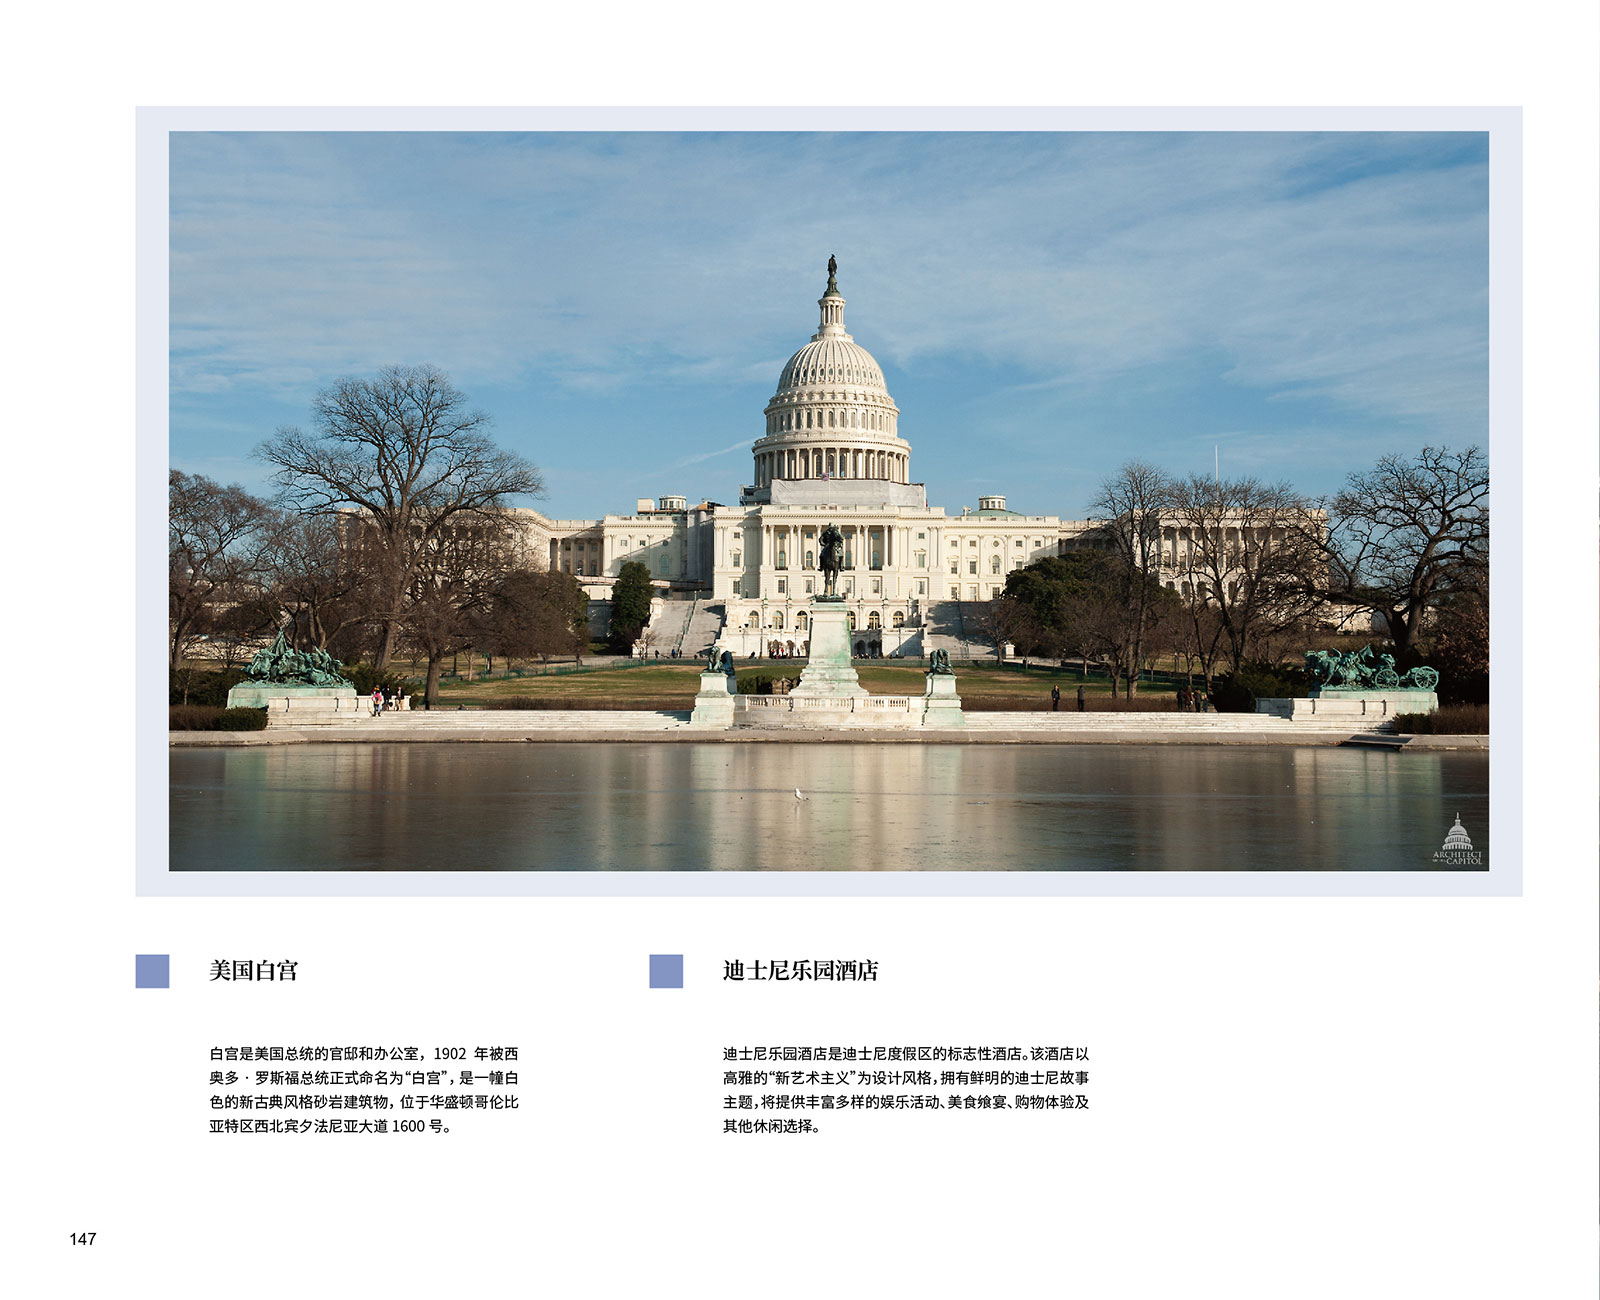 ARCHITECT
CAPITOL
美国白宫
白宫是美国总统的官邸和办公室，1902 年被西
奥多·罗斯福总统正式命名为“白宫”，是一幢白
色的新古典风格砂岩建筑物，位于华盛顿哥伦比
亚特区西北宾夕法尼亚大道 1600 号。
迪士尼乐园酒店
迪士尼乐园酒店是迪士尼度假区的标志性酒店。该酒店以
高雅的“新艺术主义”为设计风格，拥有鲜明的迪士尼故事
主题，将提供丰富多样的娱乐活动、美食飨宴、购物体验及
其他休闲选择。
147